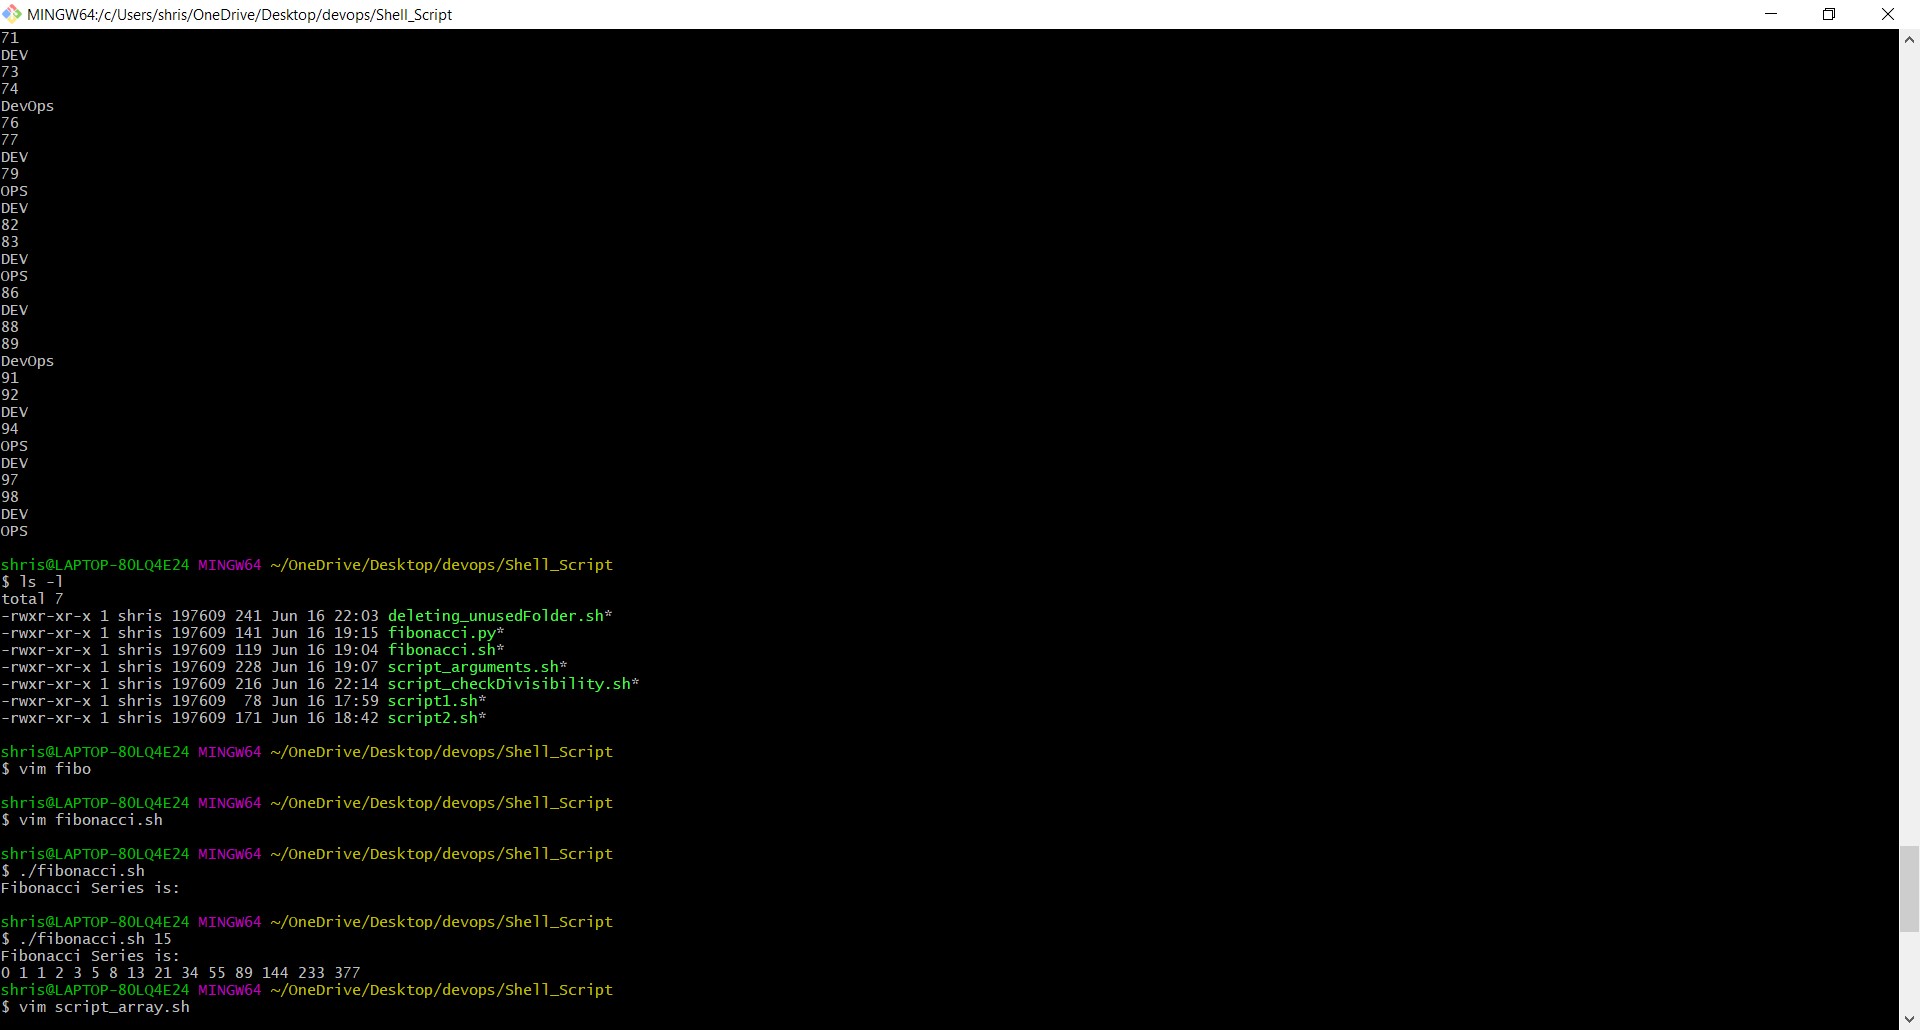 MINGW64:/c/Users/shris/OneDrive/Desktop/devops/Shell_Script
71
DEV
73
74
DevOps
76
77
DEV
79
OPS
DEV
82
83
DEV
OPS
86
DEV
88
89
DevOps
91
92
DEV
94
OPS
DEV
97
98
DEV
OPS
shris@LAPTOP-8OLQ4E24 MINGW64 ~/OneDrive/Desktop/devops/Shell_Script
$ ls -l
total 7
-rwxr-xr-x 1 shris 197609 241 Jun 16 22:03 deleting_unusedFolder.sh*
-rwxr-xr-x 1 shris 197609 141 Jun 16 19:15 fibonacci.py*
-rwxr-xr-x 1 shris 197609 119 Jun 16 19:04 fibonacci.sh*
-rwxr-xr-x 1 shris 197609 228 Jun 16 19:07 script_arguments.sh*
-rwxr-xr-x 1 shris 197609 216 Jun 16 22:14 script_checkDivisibility.sh*
-rwxr-xr-x 1 shris 197609  78 Jun 16 17:59 script1.sh*
-rwxr-xr-x 1 shris 197609 171 Jun 16 18:42 script2.sh*
shris@LAPTOP-8OLQ4E24 MINGW64 ~/OneDrive/Desktop/devops/Shell_Script
$ vim fibo
shris@LAPTOP-8OLQ4E24 MINGW64 ~/OneDrive/Desktop/devops/Shell_Script
$ vim fibonacci.sh
shris@LAPTOP-8OLQ4E24 MINGW64 ~/OneDrive/Desktop/devops/Shell_Script
$ ./fibonacci.sh
Fibonacci Series is:
shris@LAPTOP-8OLQ4E24 MINGW64 ~/OneDrive/Desktop/devops/Shell_Script
$ ./fibonacci.sh 15
Fibonacci Series is:
0 1 1 2 3 5 8 13 21 34 55 89 144 233 377
shris@LAPTOP-8OLQ4E24 MINGW64 ~/OneDrive/Desktop/devops/Shell_Script
$ vim script_array.sh